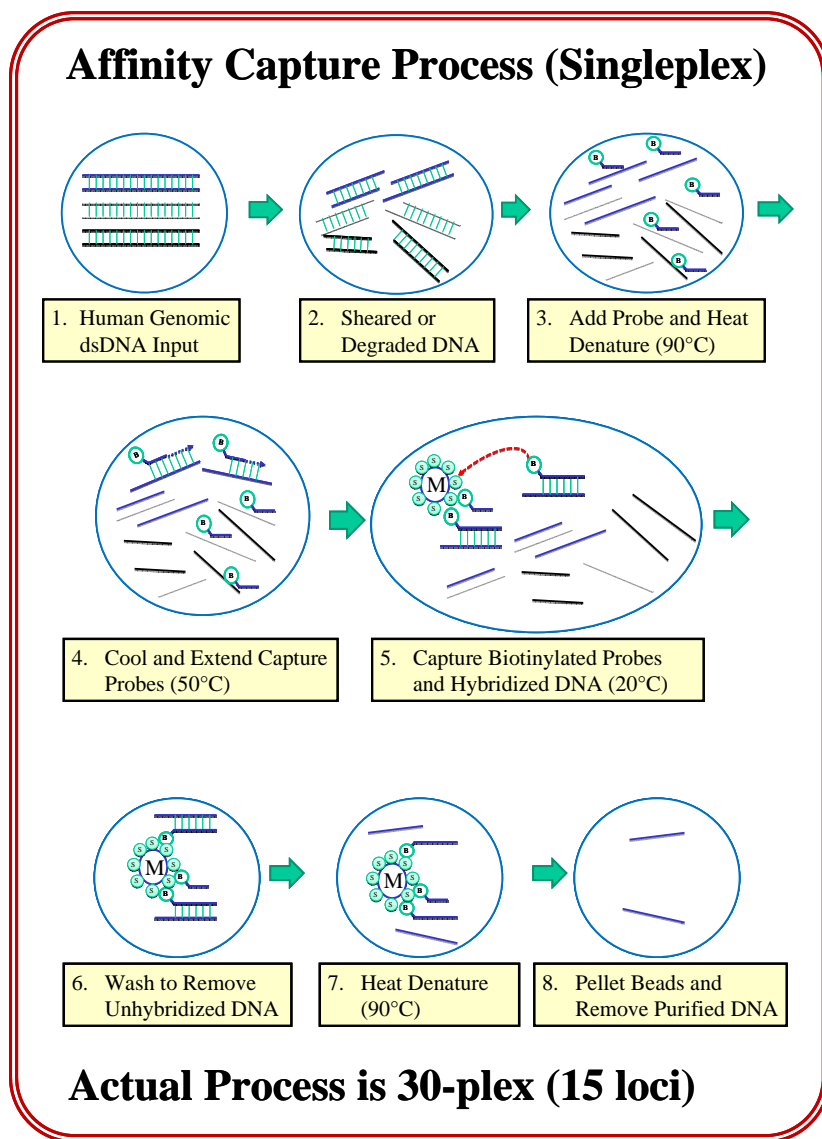 Affinity Capture Process (Singleplex)
B
B
B
B
B
1. Human Genomic
dsDNA Input
2. Sheared or
Degraded DNA
3. Add Probe and Heat
Denature (90°C)
B
B
B
B
B
S
S
S
S
S
S
S
S
M
B
B
B
4. Cool and Extend Capture
Probes (50°C)
5. Capture Biotinylated Probes
and Hybridized DNA (20°C)
S
S
S
S
S
S
S
S
M
B
B
B
S
S
S
S
S
S
S
S
M
B
B
B
6. Wash to Remove
Unhybridized DNA
7. Heat Denature
(90°C)
8. Pellet Beads and
Remove Purified DNA
Actual Process is 30-plex (15 loci)